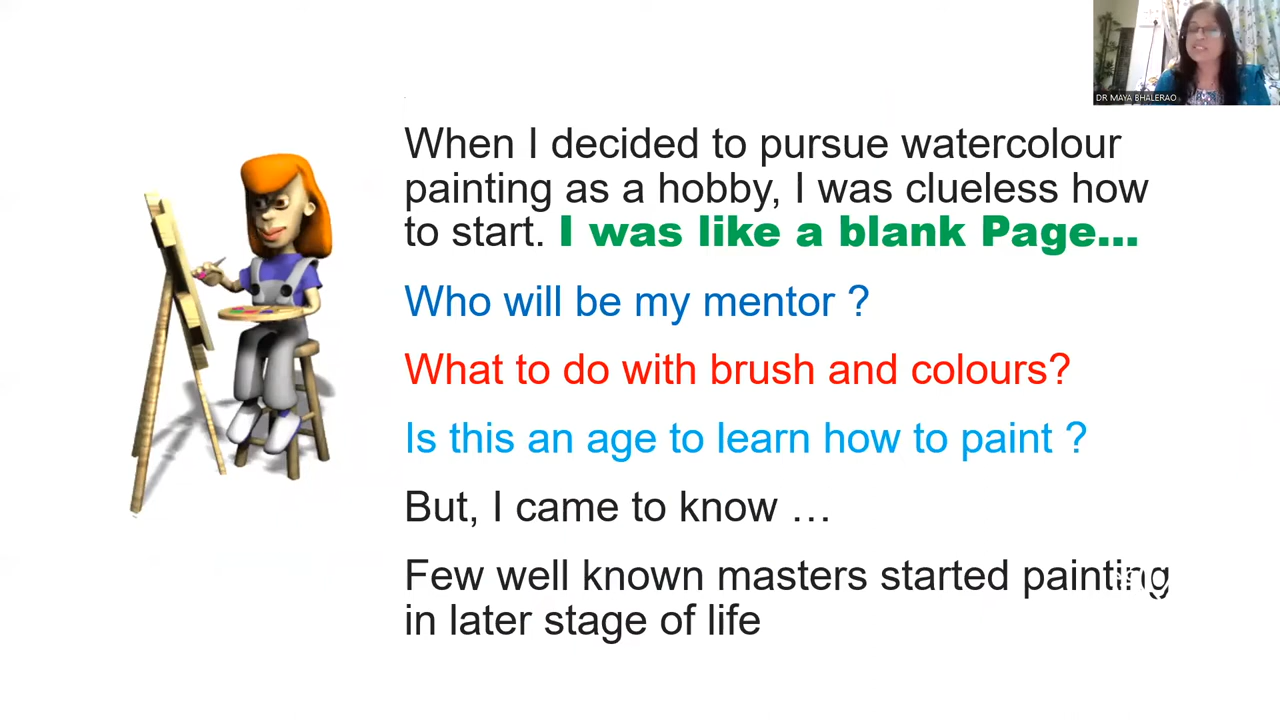 DR MAYA BHALERAO
When I decided to pursue watercolour
painting as a hobby, I was clueless how
to start. I was like a blank Page...
Who will be my mentor ?
What to do with brush and colours?
Is this an age to learn how to paint ?
But, I came to know …
Few well known masters started painting
in later stage of life